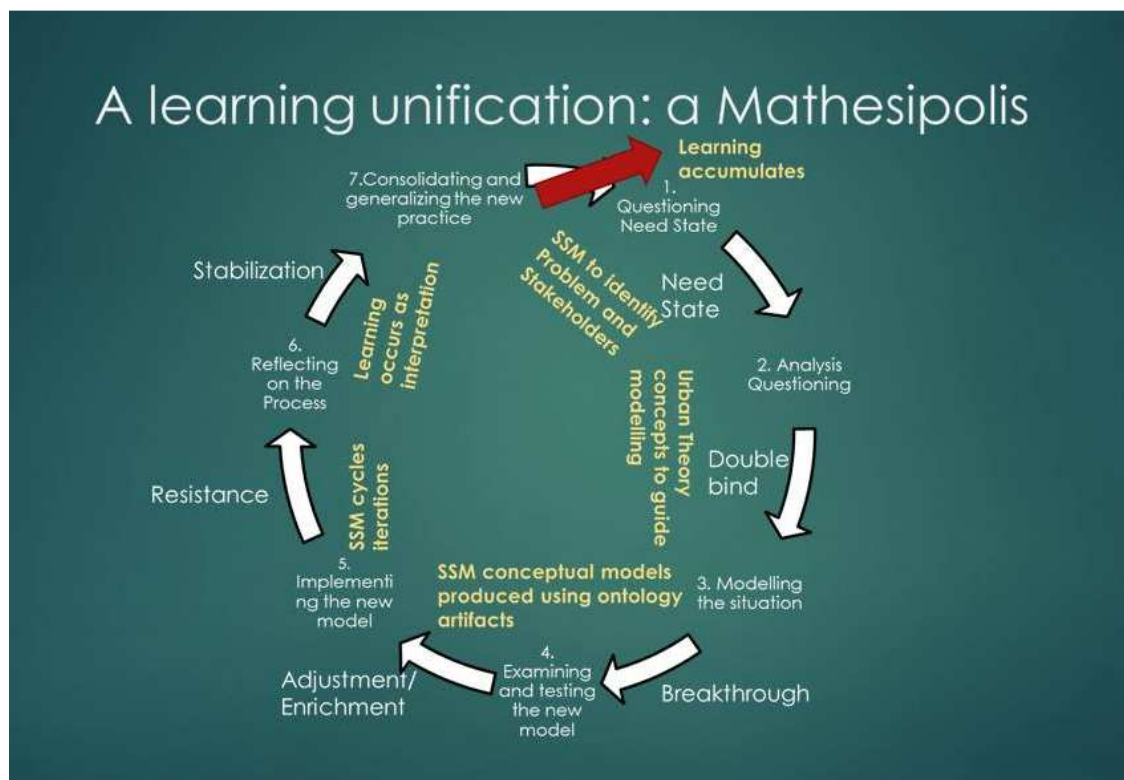 A learning unification: a Mathesipolis
Learning
accumulates
7.Consolidating and
generalizing the new
practice
1.
Questioning
Need State
SSM to identify
Problem and
Stakeholders
Need
State
2. Analysis
Questioning
Urban Theory
concepts to guide
modelling
Double
bind
3. Modelling
the situation
SSM conceptual models
produced using ontology
artifacts
Breakthrough
4.
Examining
and testing
the new
model
Adjustment/
Enrichment
5.
Implementi
ng the new
model
SSM cycles
iterations
Resistance
6.
Reflecting
on the
Process
Learning
occurs as
interpretation
Stabilization